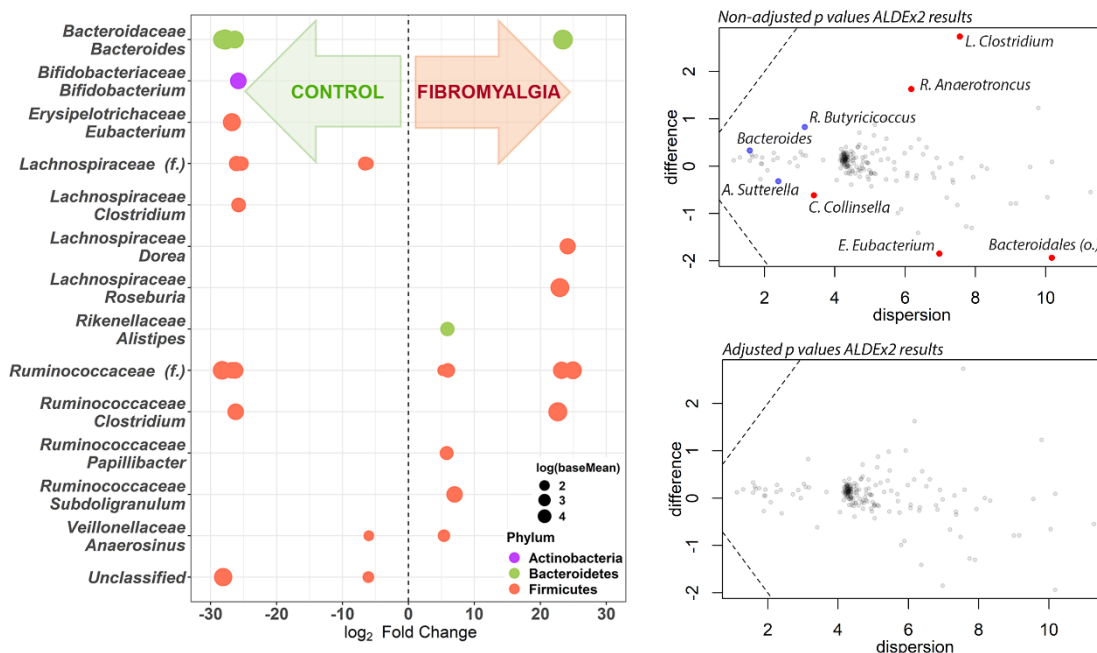 Bacteroidaceae
Bacteroides
Bifidobacteriaceae
Bifidobacterium
Erysipelotrichaceae
Eubacterium
Lachnospiraceae (f.)
Lachnospiraceae
Clostridium
Lachnospiraceae
Dorea
Lachnospiraceae
Roseburia
Rikenellaceae
Alistipes
Ruminococcaceae (f.)
Ruminococcaceae
Clostridium
Ruminococcaceae
Papillibacter
Ruminococcaceae
Subdoligranulum
Veillonellaceae
Anaerosinus
Unclassified
CONTROL
FIBROMYALGIA
log(baseMean)
2
3
4
Phylum
Actinobacteria
Bacteroidetes
Firmicutes
-30 -20 -10 0 10 20 30
log2 Fold Change
Non-adjusted p values ALDEx2 results
L. Clostridium
R. Anaerotroncus
R. Butyricicoccus
Bacteroides
A. Sutterella
C. Collinsella
E. Eubacterium
Bacteroidales (o.)
difference
2
1
0
-1
-2
2 4 6 8 10
dispersion
Adjusted p values ALDEx2 results
difference
2
1
0
-1
-2
2 4 6 8 10
dispersion